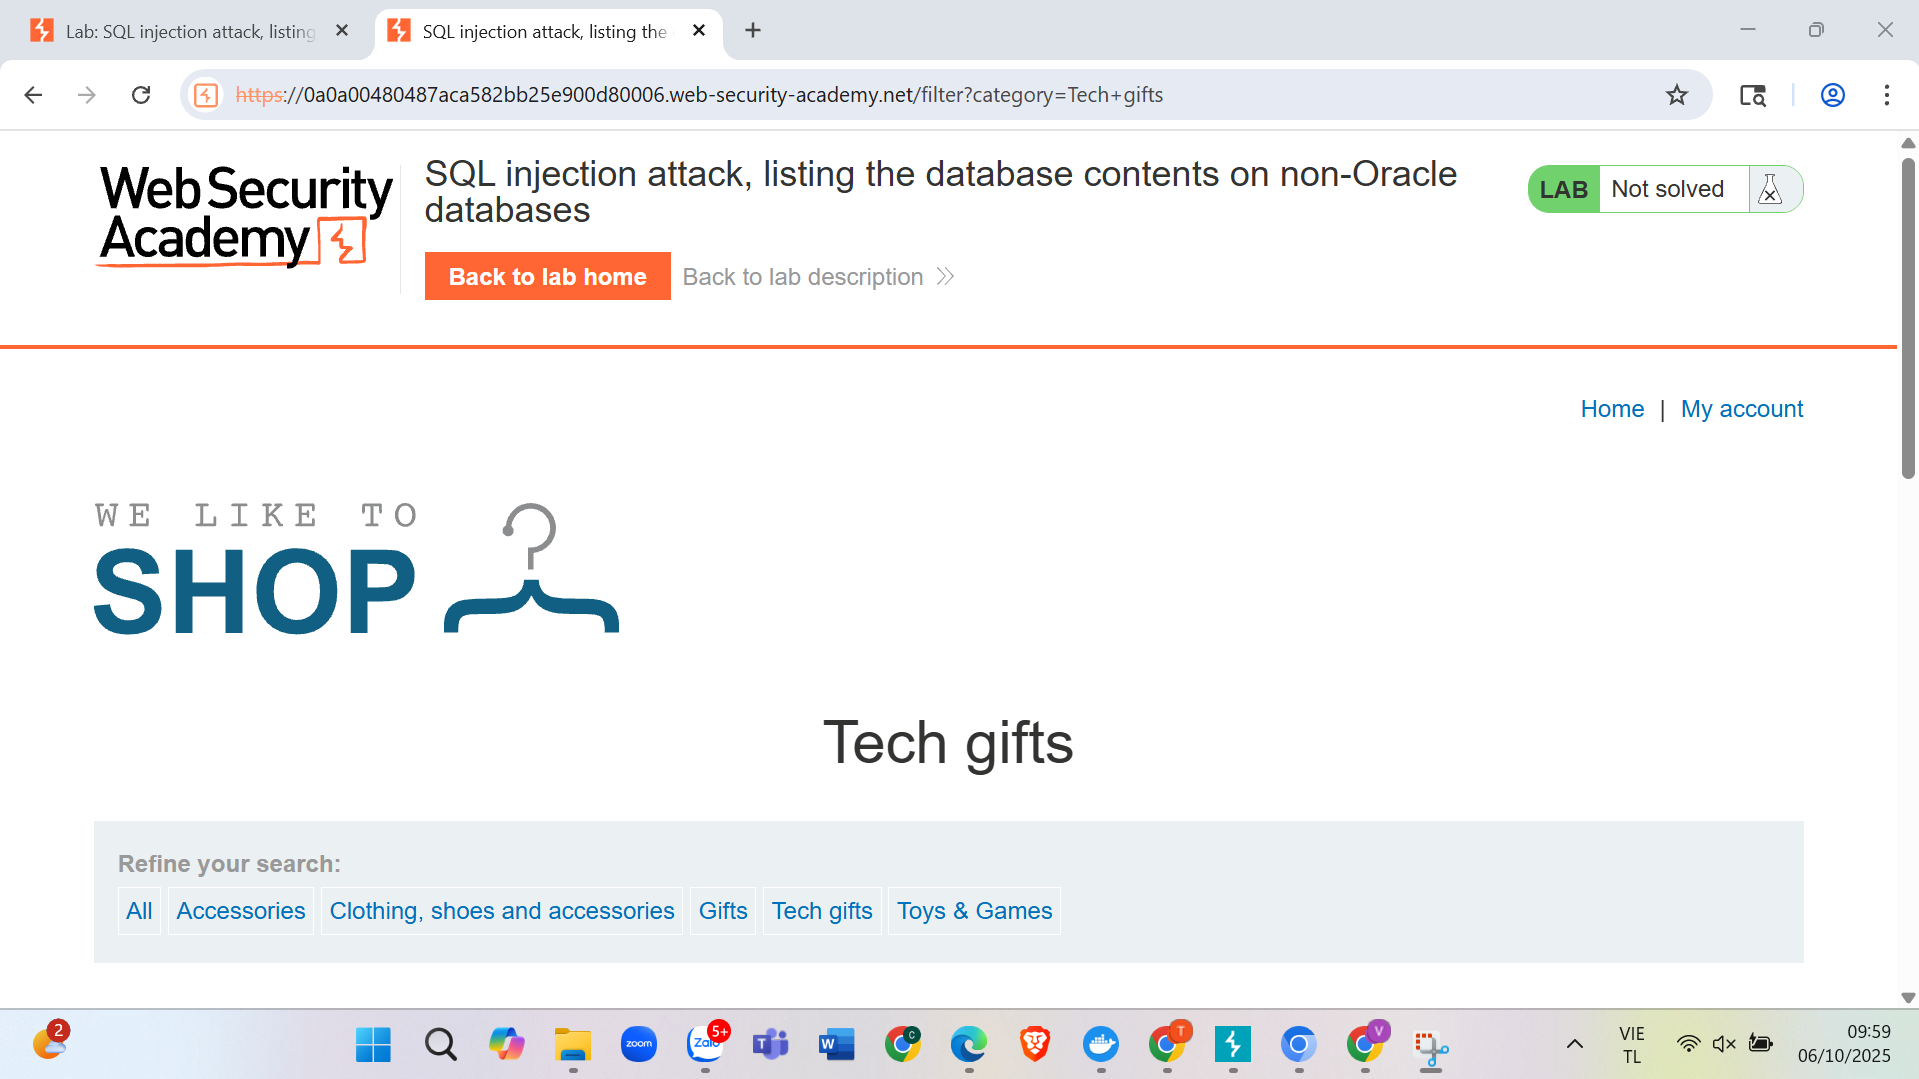 Lab: SQL injection attack, listing
SQL injection attack, listing the
https://0a0a00480487aca582bb25e900d80006.web-security-academy.net/filter?category=Tech+gifts
WebSecurity
Academy
SQL injection attack, listing the database contents on non-Oracle
databases
LAB Not solved
Back to lab home Back to lab description
Home | My account
WE LIKE TO
SHOP
Tech gifts
Refine your search:
All Accessories Clothing, shoes and accessories Gifts Tech gifts Toys & Games
2
zoom
Zalo
5+
T
W
C
T
V
VIE
TL
09:59
06/10/2025